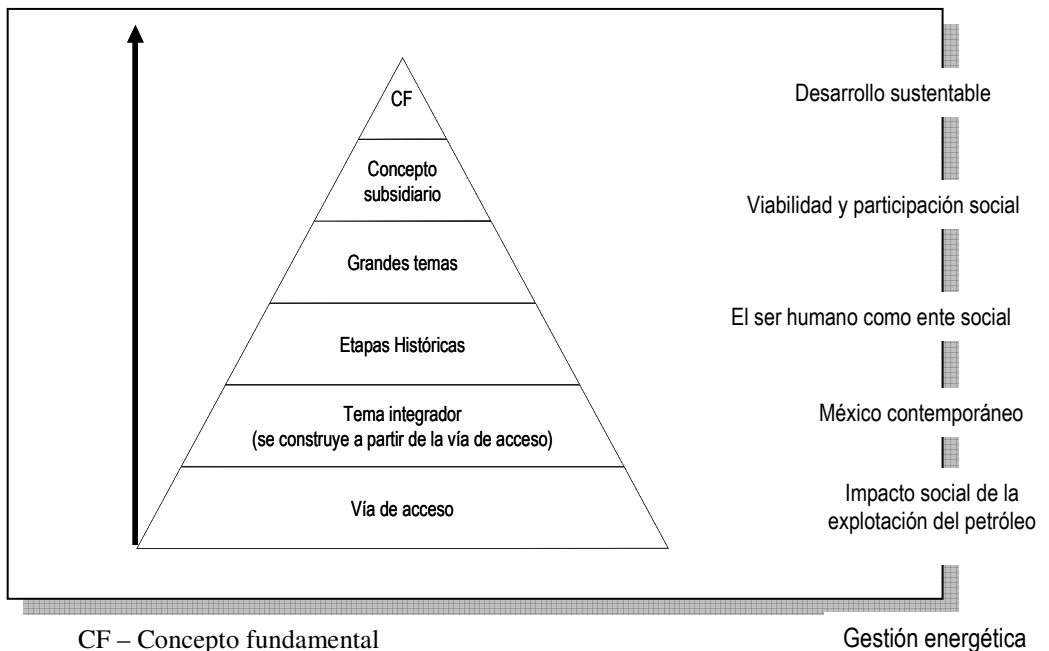 CF
Desarrollo sustentable
Concepto
subsidiario
Viabilidad y participación social
Grandes temas
El ser humano como ente social
Etapas Históricas
México contemporáneo
Tema integrador
(se construye a partir de la vía de acceso)
Impacto social de la
explotación del petróleo
Vía de acceso
CF – Concepto fundamental
Gestión energética